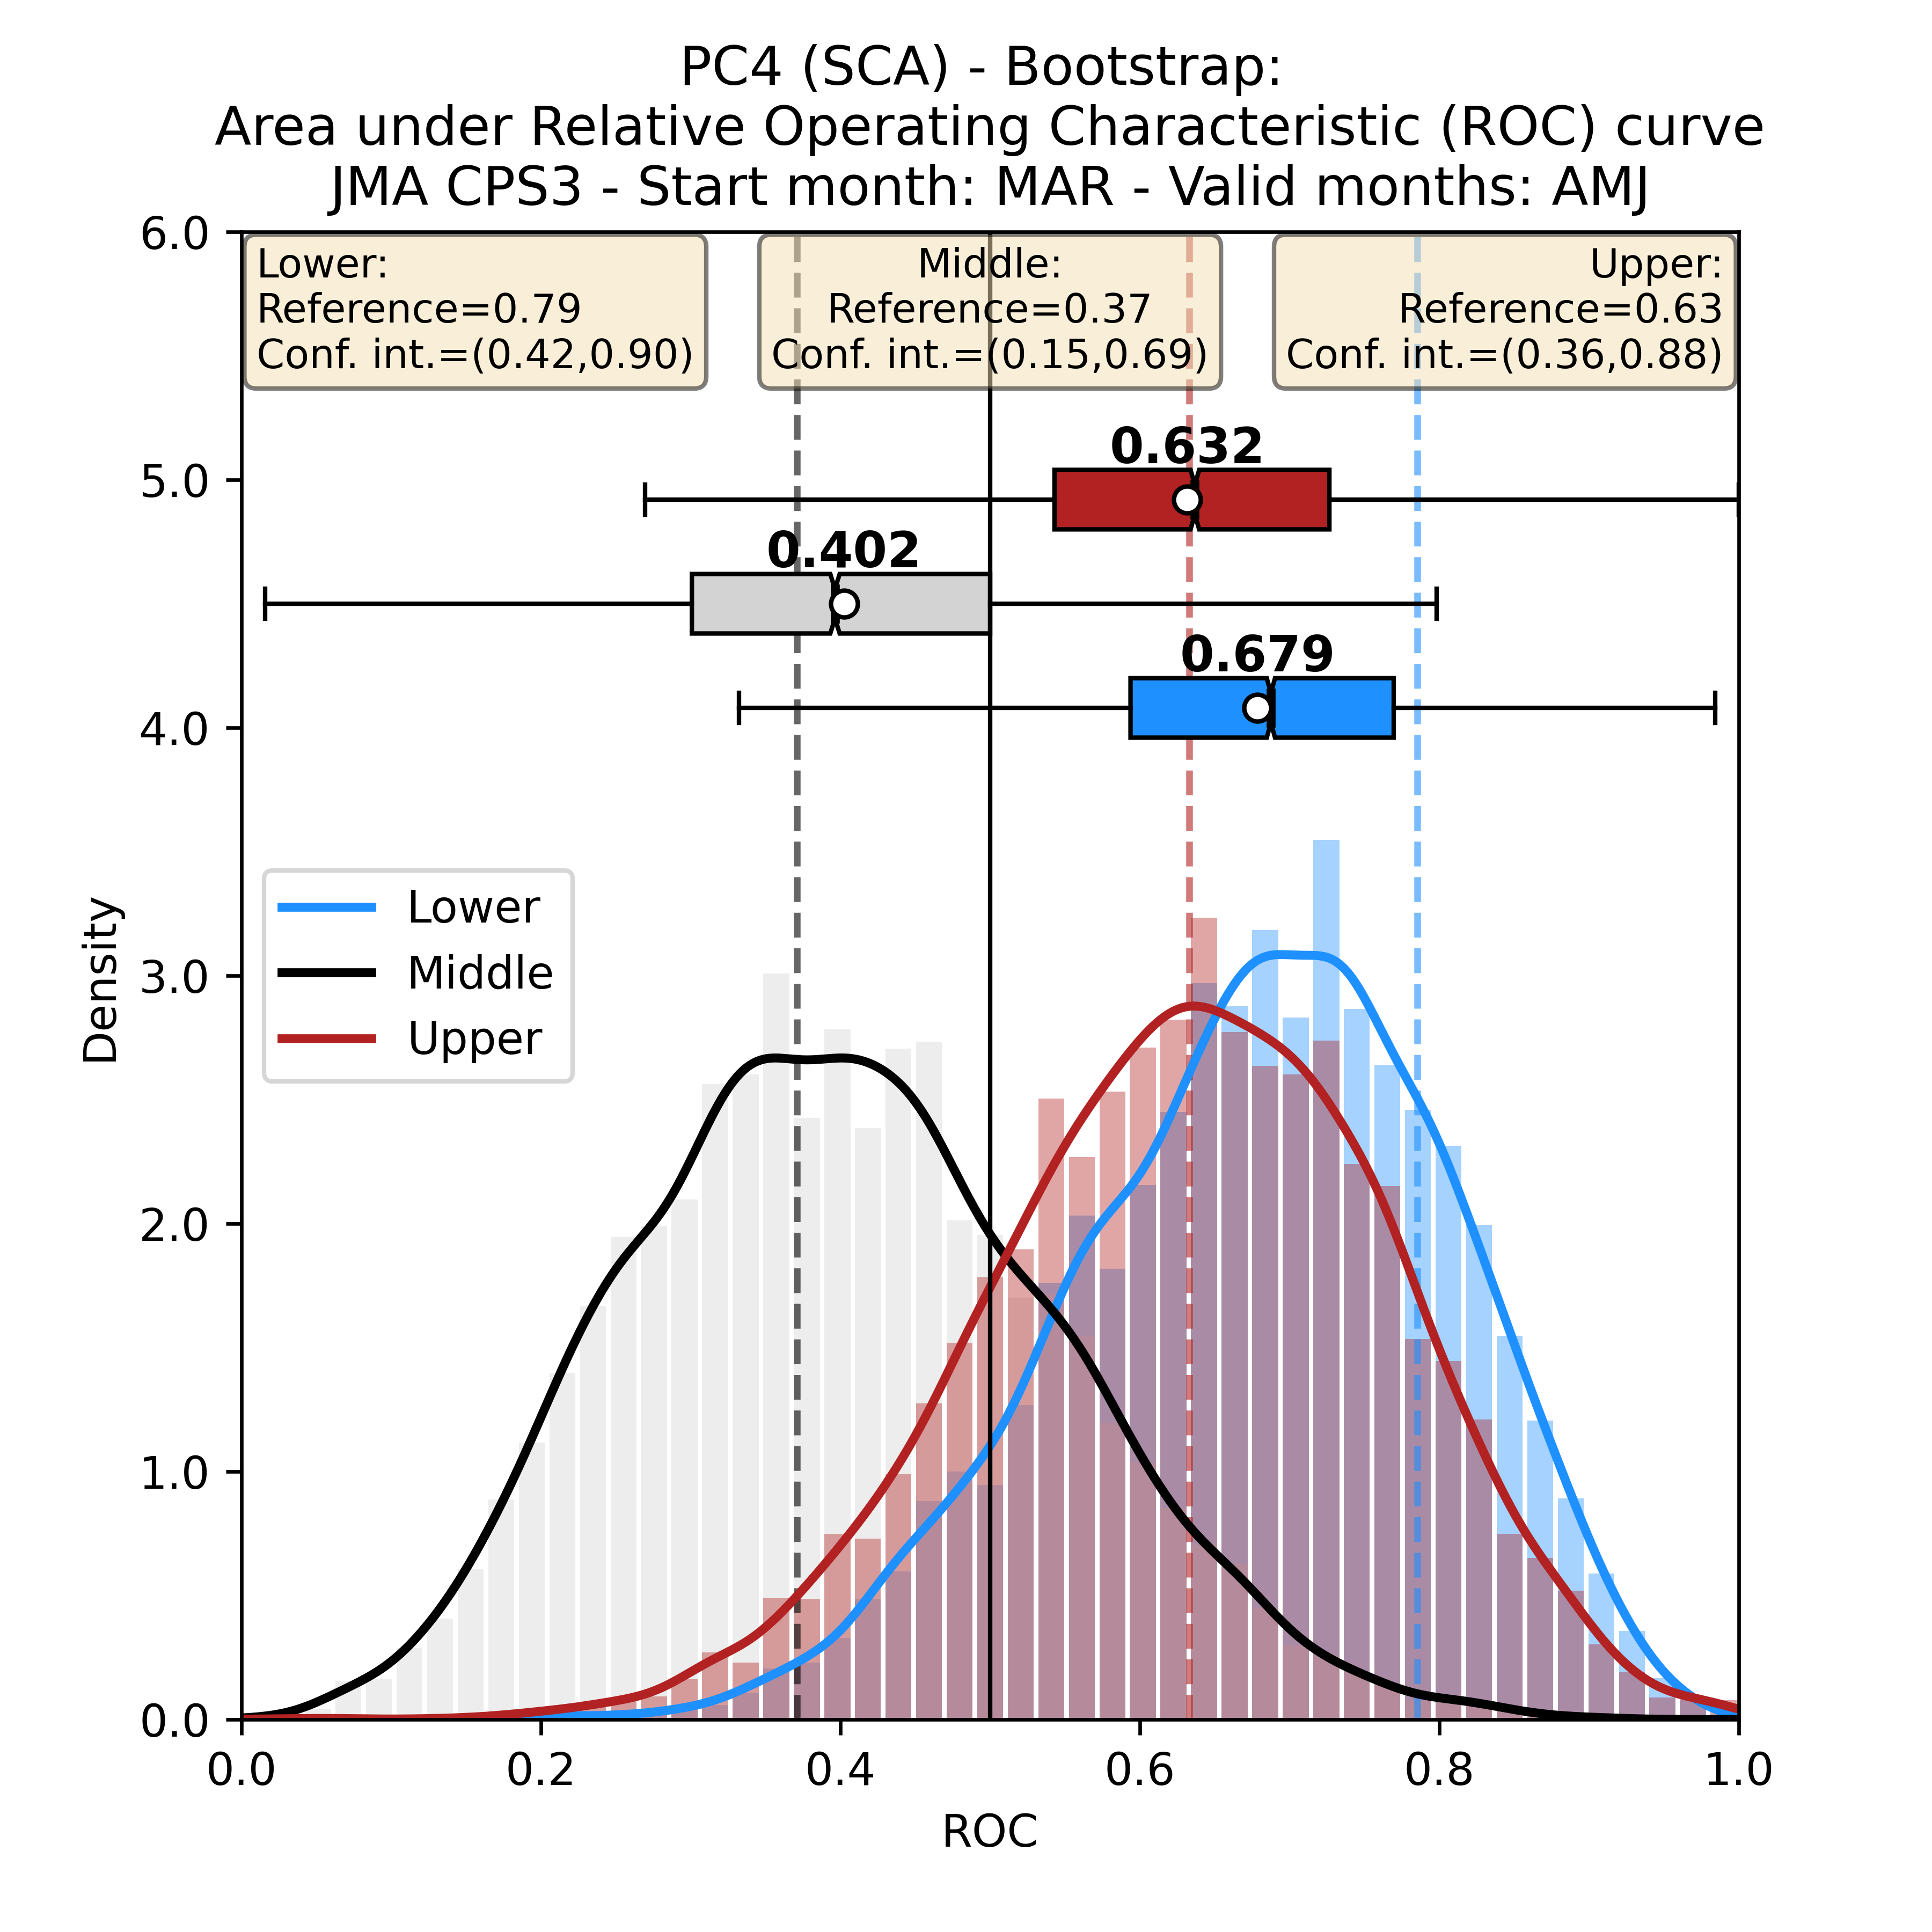 PC4 (SCA) - Bootstrap:
Area under Relative Operating Characteristic (ROC) curve
JMA CPS3 - Start month: MAR - Valid months: AMJ
6.0
5.0
4.0
3.0
2.0
1.0
0.0
Density
Lower:
Reference=0.79
Conf. int.=(0.42,0.90)
Middle:
Reference=0.37
Conf. int.=(0.15,0.69)
Upper:
Reference=0.63
Conf. int.=(0.36,0.88)
0.632
0.402
0.679
Lower
Middle
Upper
0.0
0.2
0.4
0.6
0.8
1.0
ROC